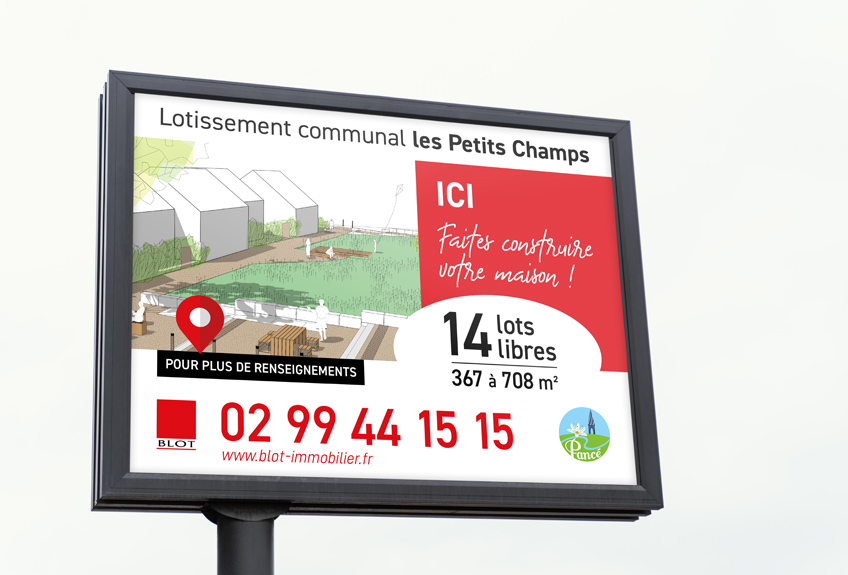 Lotissement communal les Petits Champs
ICI
Faites construire
votre maison !
14 lots
libres
367 à 708 m²
POUR PLUS DE RENSEIGNEMENTS
BLOT
02 99 44 15 15
www.blot-immobilier.fr
Pancé